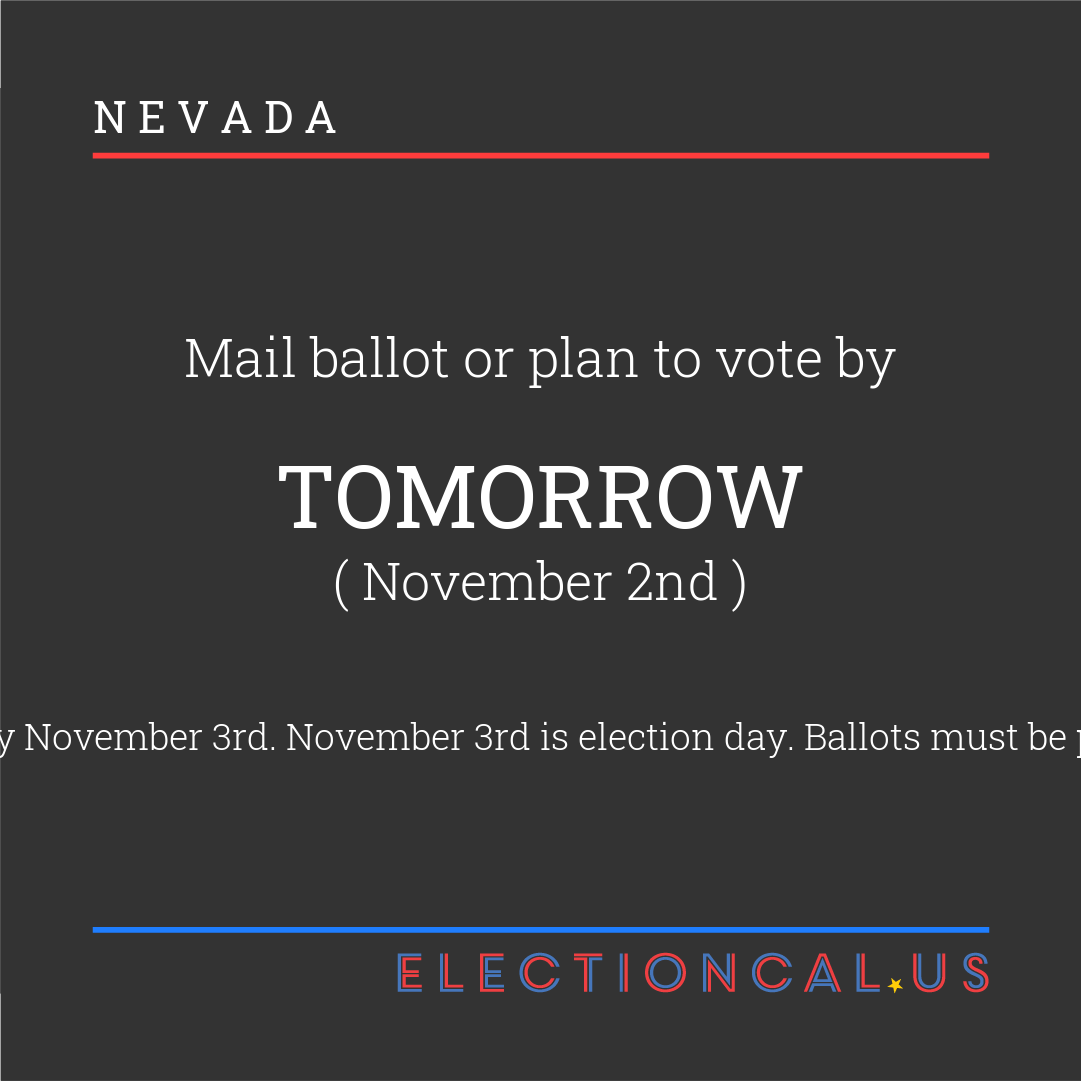 NEVADA
Mail ballot or plan to vote by
TOMORROW
( November 2nd )
November 3rd. November 3rd is election day. Ballots must be
ELECTIONCAL.US